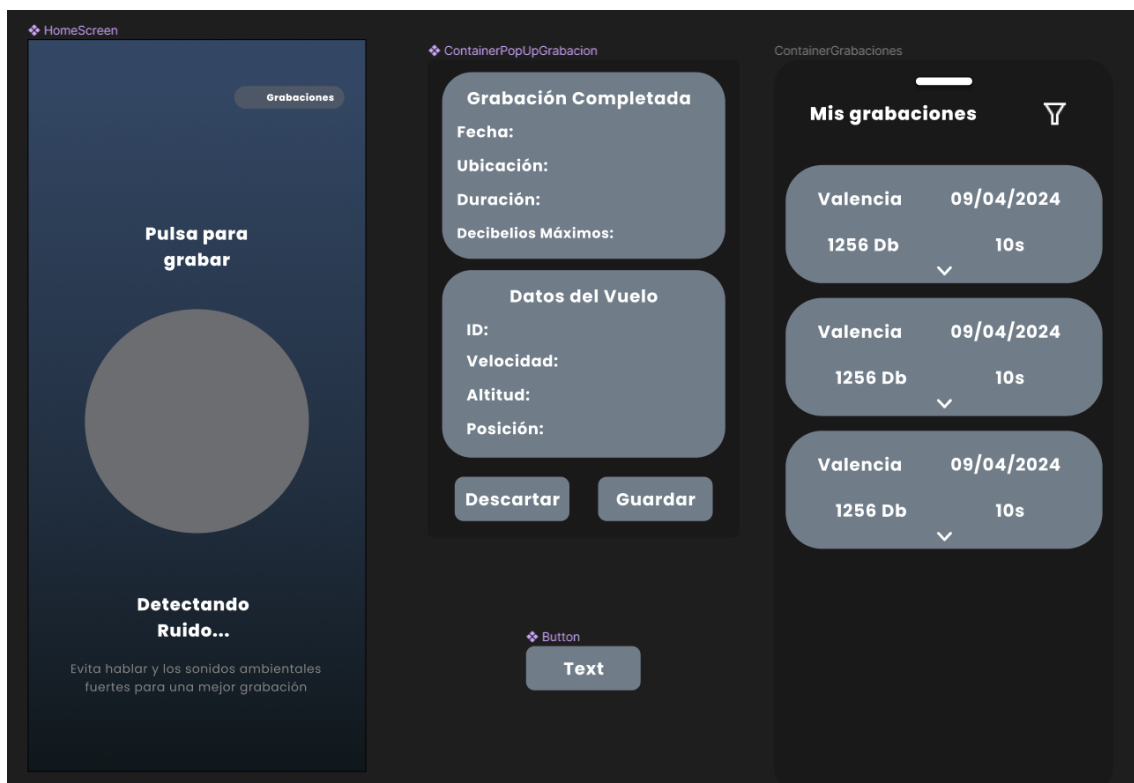 HomeScreen
Grabaciones
Pulsa para
grabar
Detectando
Ruido...
Evita hablar y los sonidos ambientales
fuertes para una mejor grabación
ContainerPopUpGrabacion
Grabación Completada
Fecha:
Ubicación:
Duración:
Decibelios Máximos:
Datos del Vuelo
ID:
Velocidad:
Altitud:
Posición:
Descartar
Guardar
Button
Text
ContainerGrabaciones
Mis grabaciones
Valencia 09/04/2024
1256 Db 10s
Valencia 09/04/2024
1256 Db 10s
Valencia 09/04/2024
1256 Db 10s